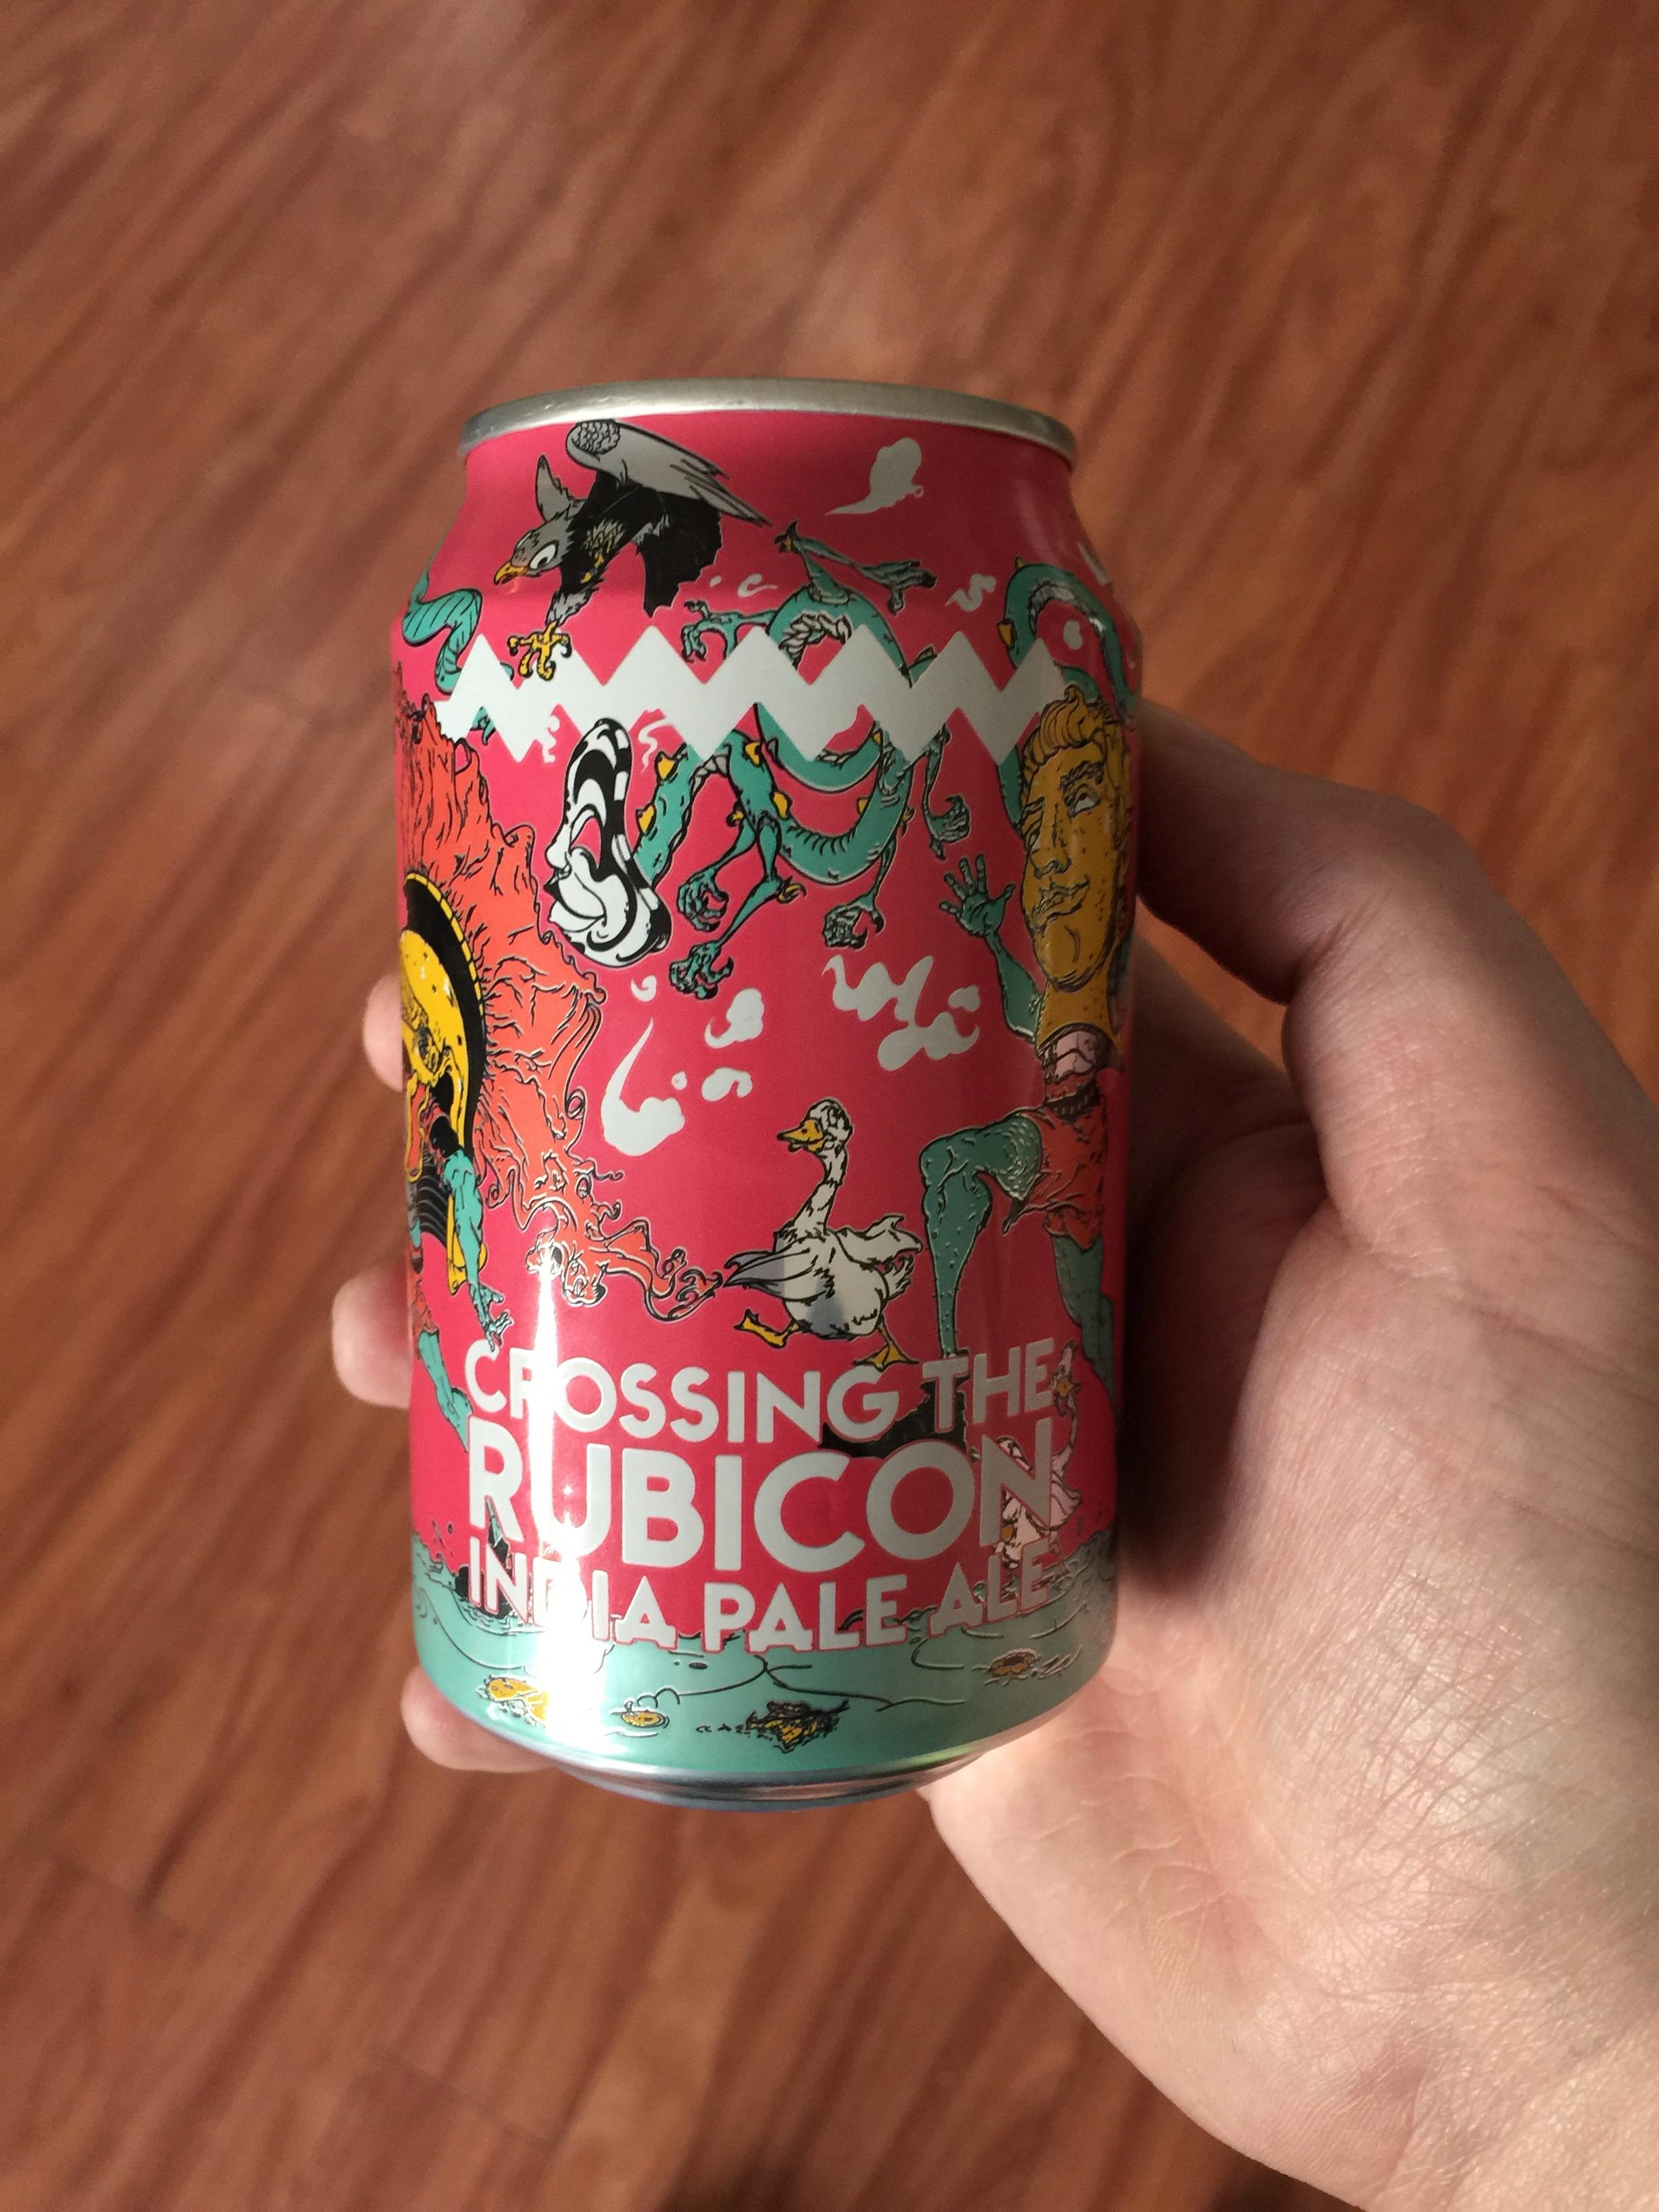 CROSSING THE
RUBICON
INDIA PALE ALE